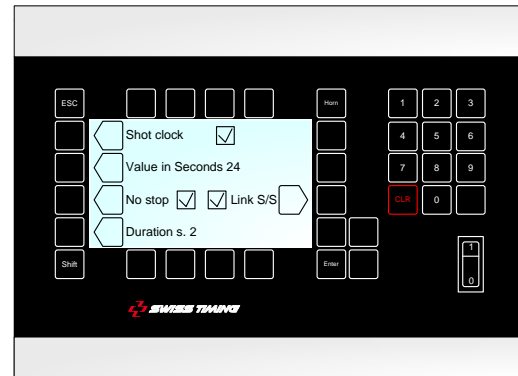 ESC
Horn
1 2 3
Shot clock
4 5 6
Value in Seconds 24
7 8 9
No stop Link S/S
CLR 0
Duration s. 2
Shift
Enter
1
0
SWISS TIMING